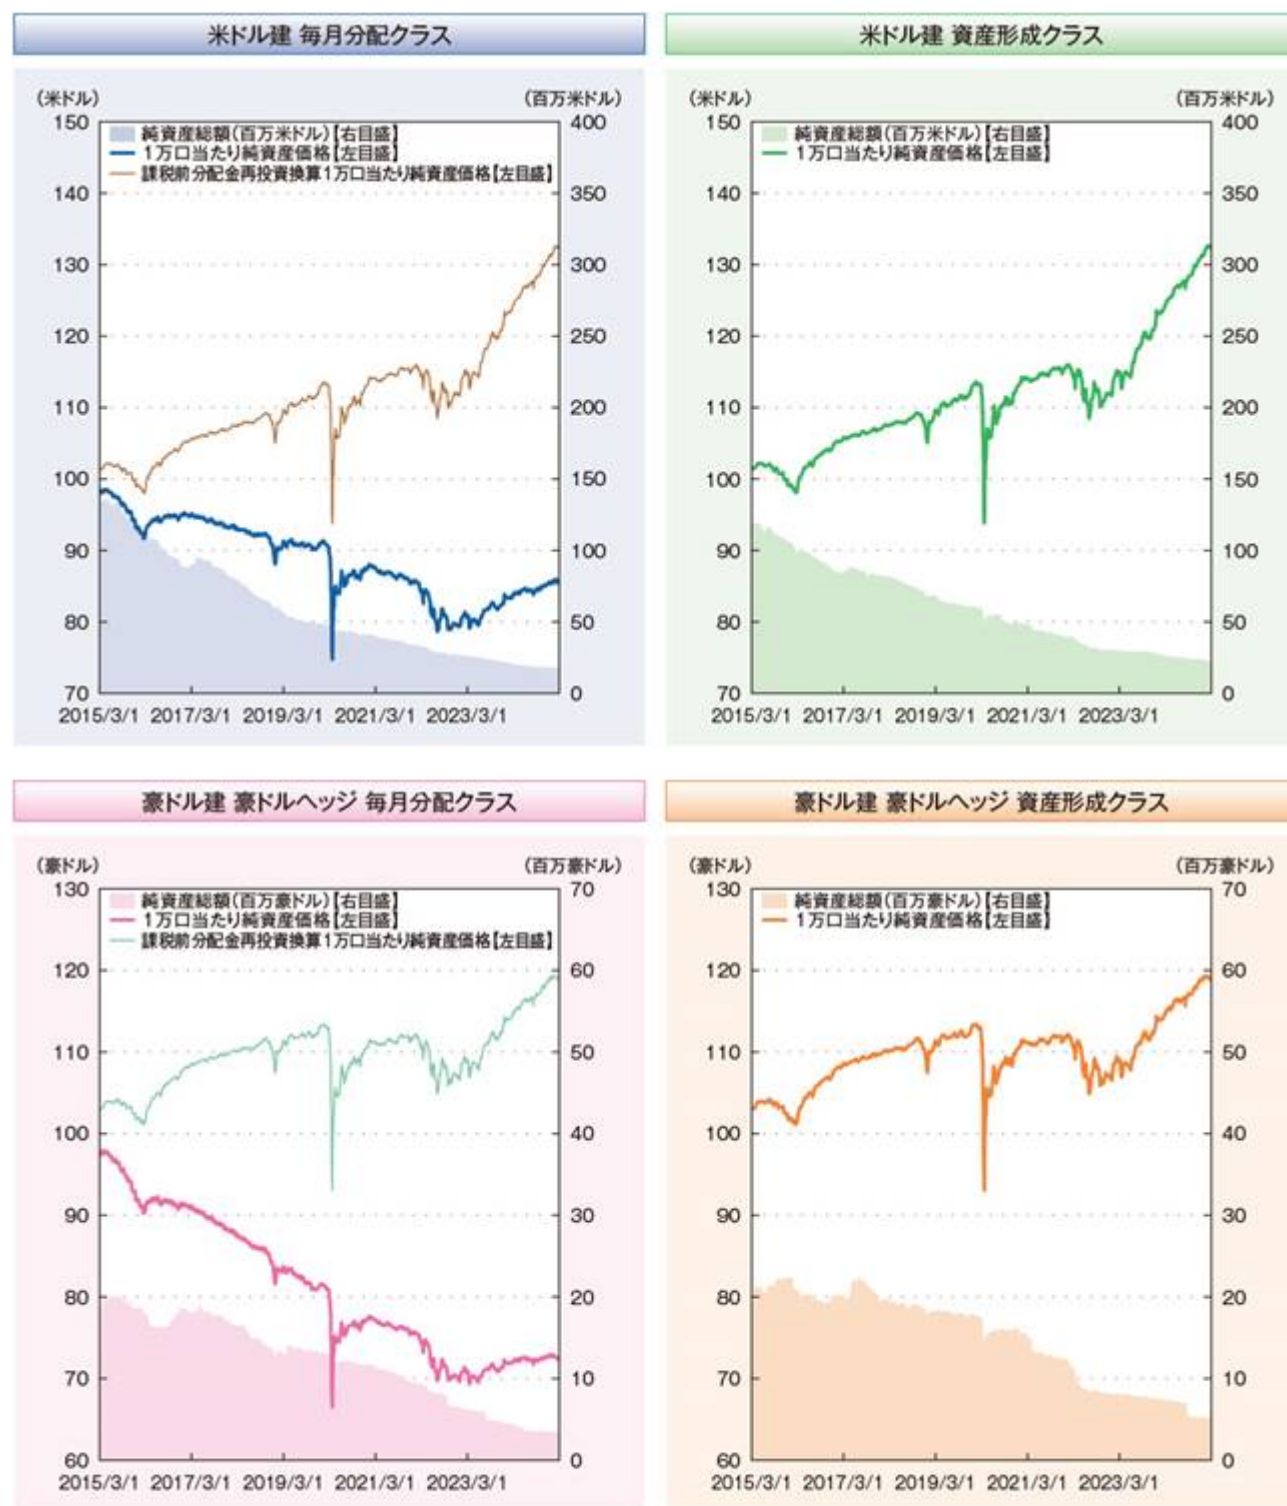 米ドル建 毎月分配クラス
(米ドル) (百万米ドル)
純資産総額(百万米ドル)【右目盛】
1万口当たり純資産価格【左目盛】
課税前分配金再投資換算1万口当たり純資産価格【左目盛】
150 400
140 350
130 300
120 250
110 200
100 150
90 100
80 50
70 0
2015/3/1 2017/3/1 2019/3/1 2021/3/1 2023/3/1
米ドル建 資産形成クラス
(米ドル) (百万米ドル)
純資産総額(百万米ドル)【右目盛】
1万口当たり純資産価格【左目盛】
150 400
140 350
130 300
120 250
110 200
100 150
90 100
80 50
70 0
2015/3/1 2017/3/1 2019/3/1 2021/3/1 2023/3/1
豪ドル建 豪ドルヘッジ 毎月分配クラス
(豪ドル) (百万豪ドル)
純資産総額(百万豪ドル)【右目盛】
1万口当たり純資産価格【左目盛】
課税前分配金再投資換算1万口当たり純資産価格【左目盛】
130 70
120 60
110 50
100 40
90 30
80 20
70 10
60 0
2015/3/1 2017/3/1 2019/3/1 2021/3/1 2023/3/1
豪ドル建 豪ドルヘッジ 資産形成クラス
(豪ドル) (百万豪ドル)
純資産総額(百万豪ドル)【右目盛】
1万口当たり純資産価格【左目盛】
130 70
120 60
110 50
100 40
90 30
80 20
70 10
60 0
2015/3/1 2017/3/1 2019/3/1 2021/3/1 2023/3/1